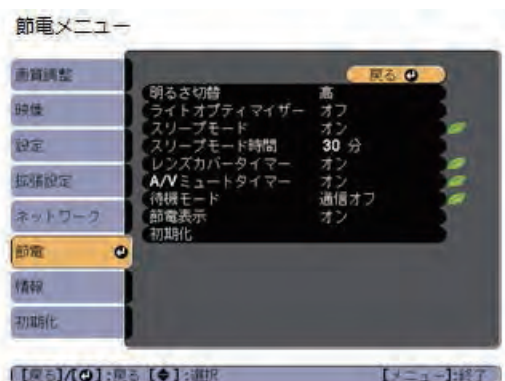 節電メニュー
戻る
画質調整
映像
設定
拡張設定
ネットワーク
節電
情報
初期化
明るさ切替 高
ライトオプティマイザー オフ
スリープモード オン
スリープモード時間 30 分
レンズカバータイマー オン
A/Vミュートタイマー オン
待機モード 通信オフ
節電表示 オン
初期化
[戻る]/[ ]:戻る [ ]:選択 [メニュー]:終了